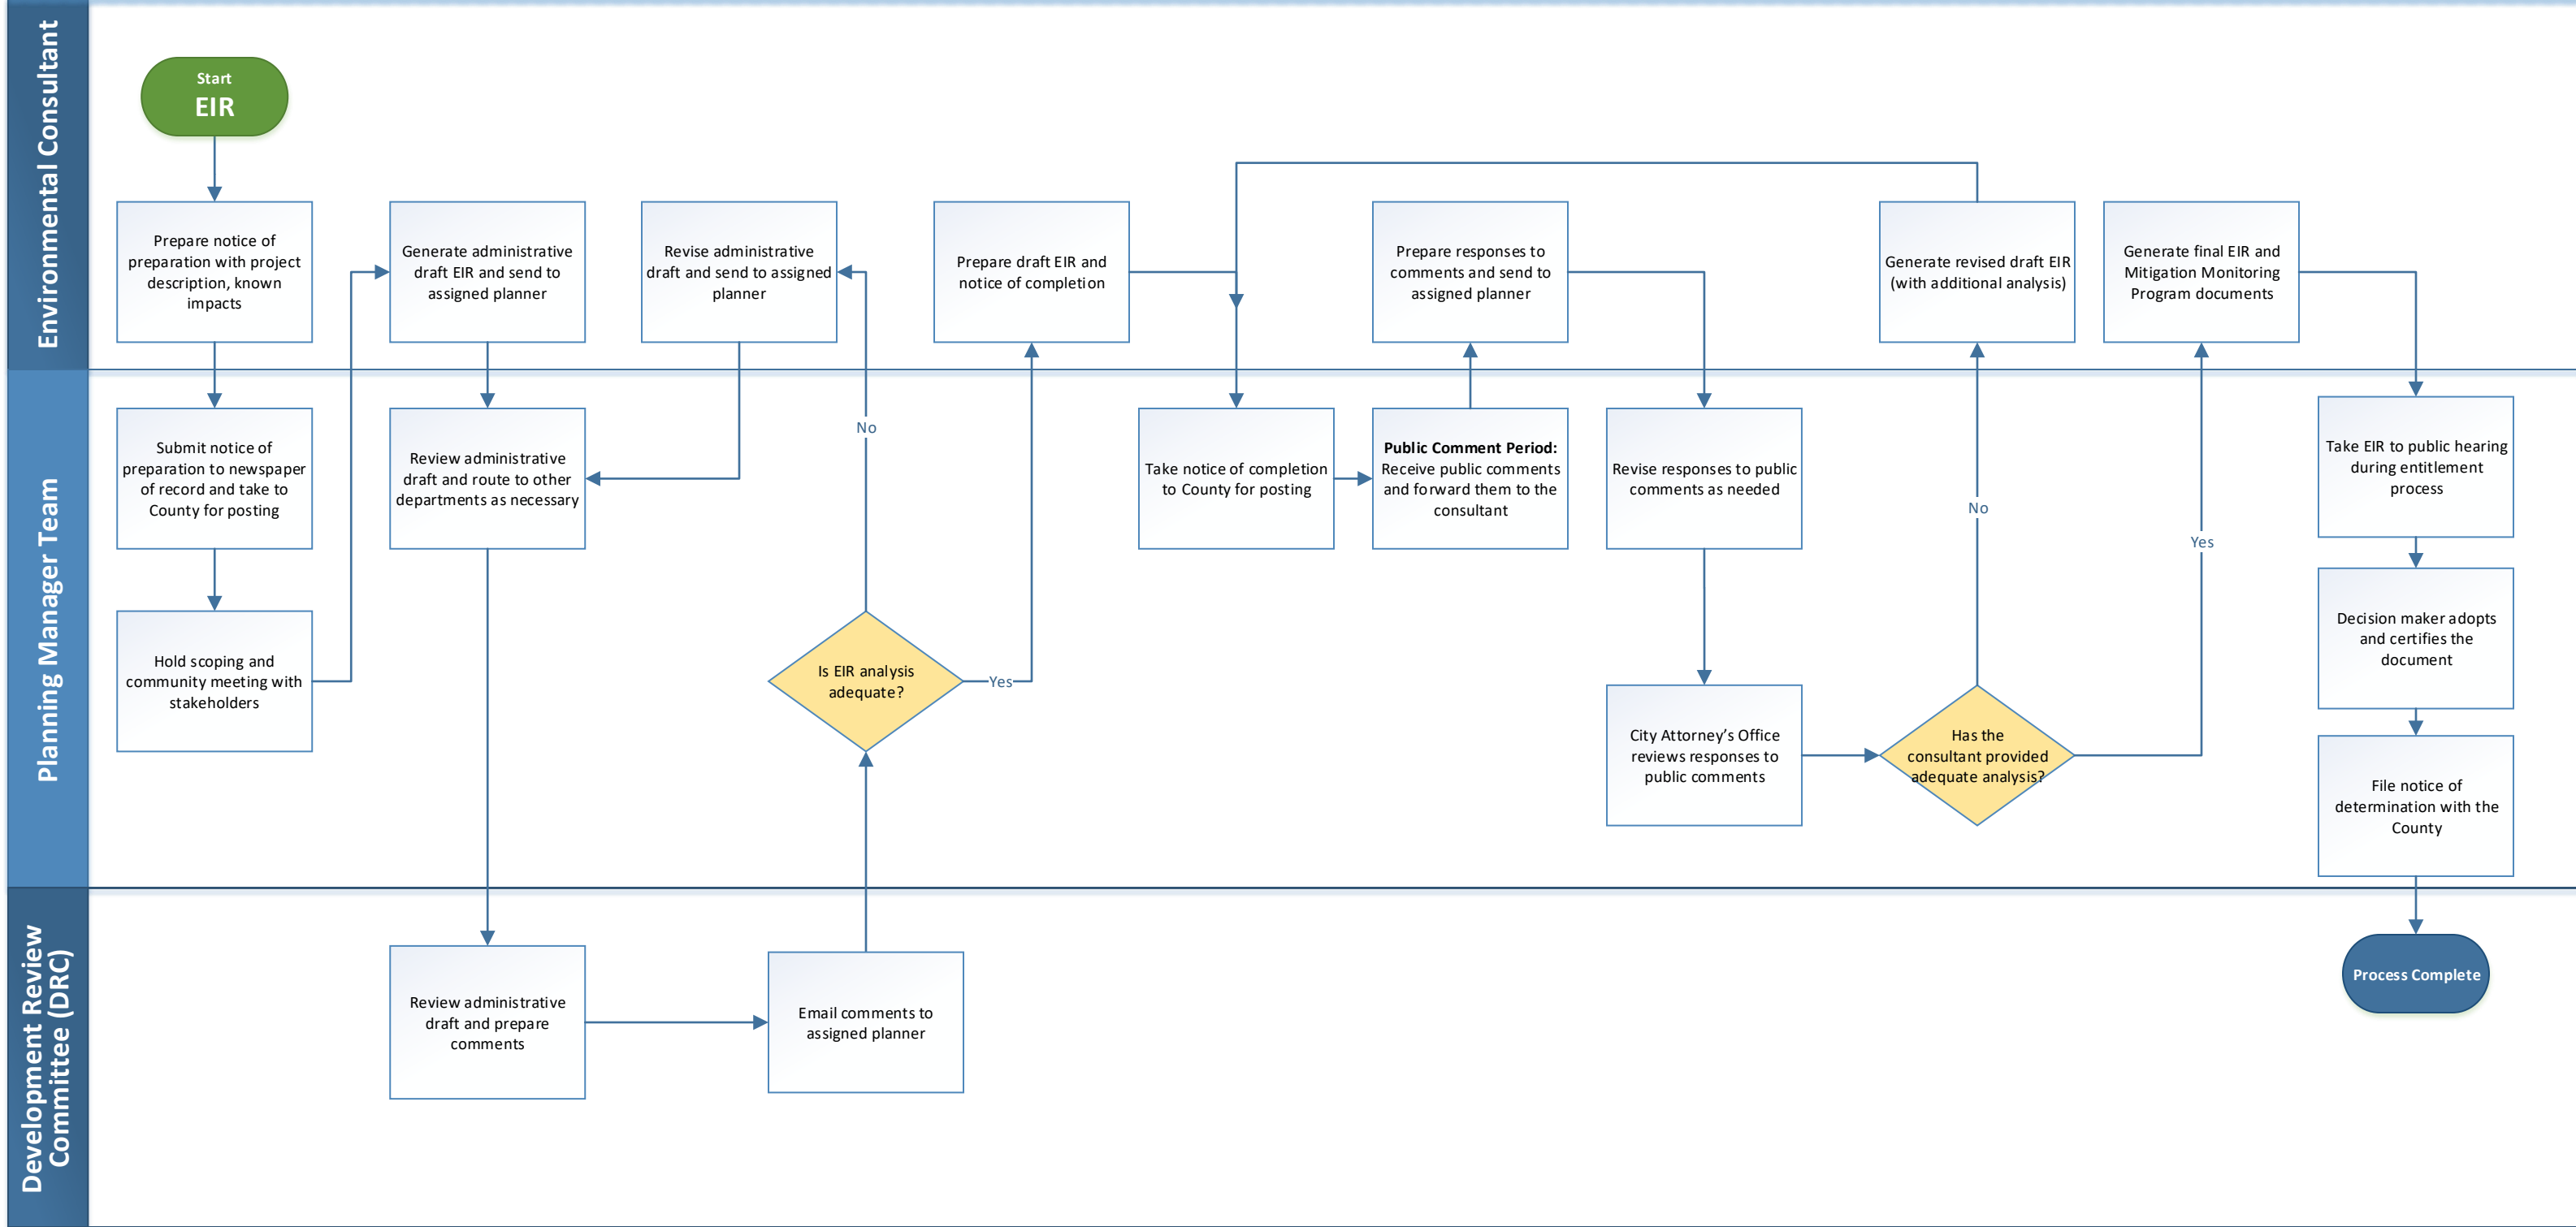 Environmental Consultant
Start
EIR
Prepare notice of
preparation with project
description, known
impacts
Generate administrative
draft EIR and send to
assigned planner
Revise administrative
draft and send to assigned
planner
Prepare draft EIR and
notice of completion
Prepare responses to
comments and send to
assigned planner
Generate revised draft EIR
(with additional analysis)
Generate final EIR and
Mitigation Monitoring
Program documents
Planning Manager Team
Submit notice of
preparation to newspaper
of record and take to
County for posting
Review administrative
draft and route to other
departments as necessary
No
Take notice of completion
to County for posting
Public Comment Period:
Receive public comments
and forward them to the
consultant
Revise responses to public
comments as needed
No
Yes
Take EIR to public hearing
during entitlement
process
Hold scoping and
community meeting with
stakeholders
Is EIR analysis
adequate?
Yes
Decision maker adopts
and certifies the
document
City Attorney’s Office
reviews responses to
public comments
Has the
consultant provided
adequate analysis?
File notice of
determination with the
County
Development Review
Committee (DRC)
Review administrative
draft and prepare
comments
Email comments to
assigned planner
Process Complete